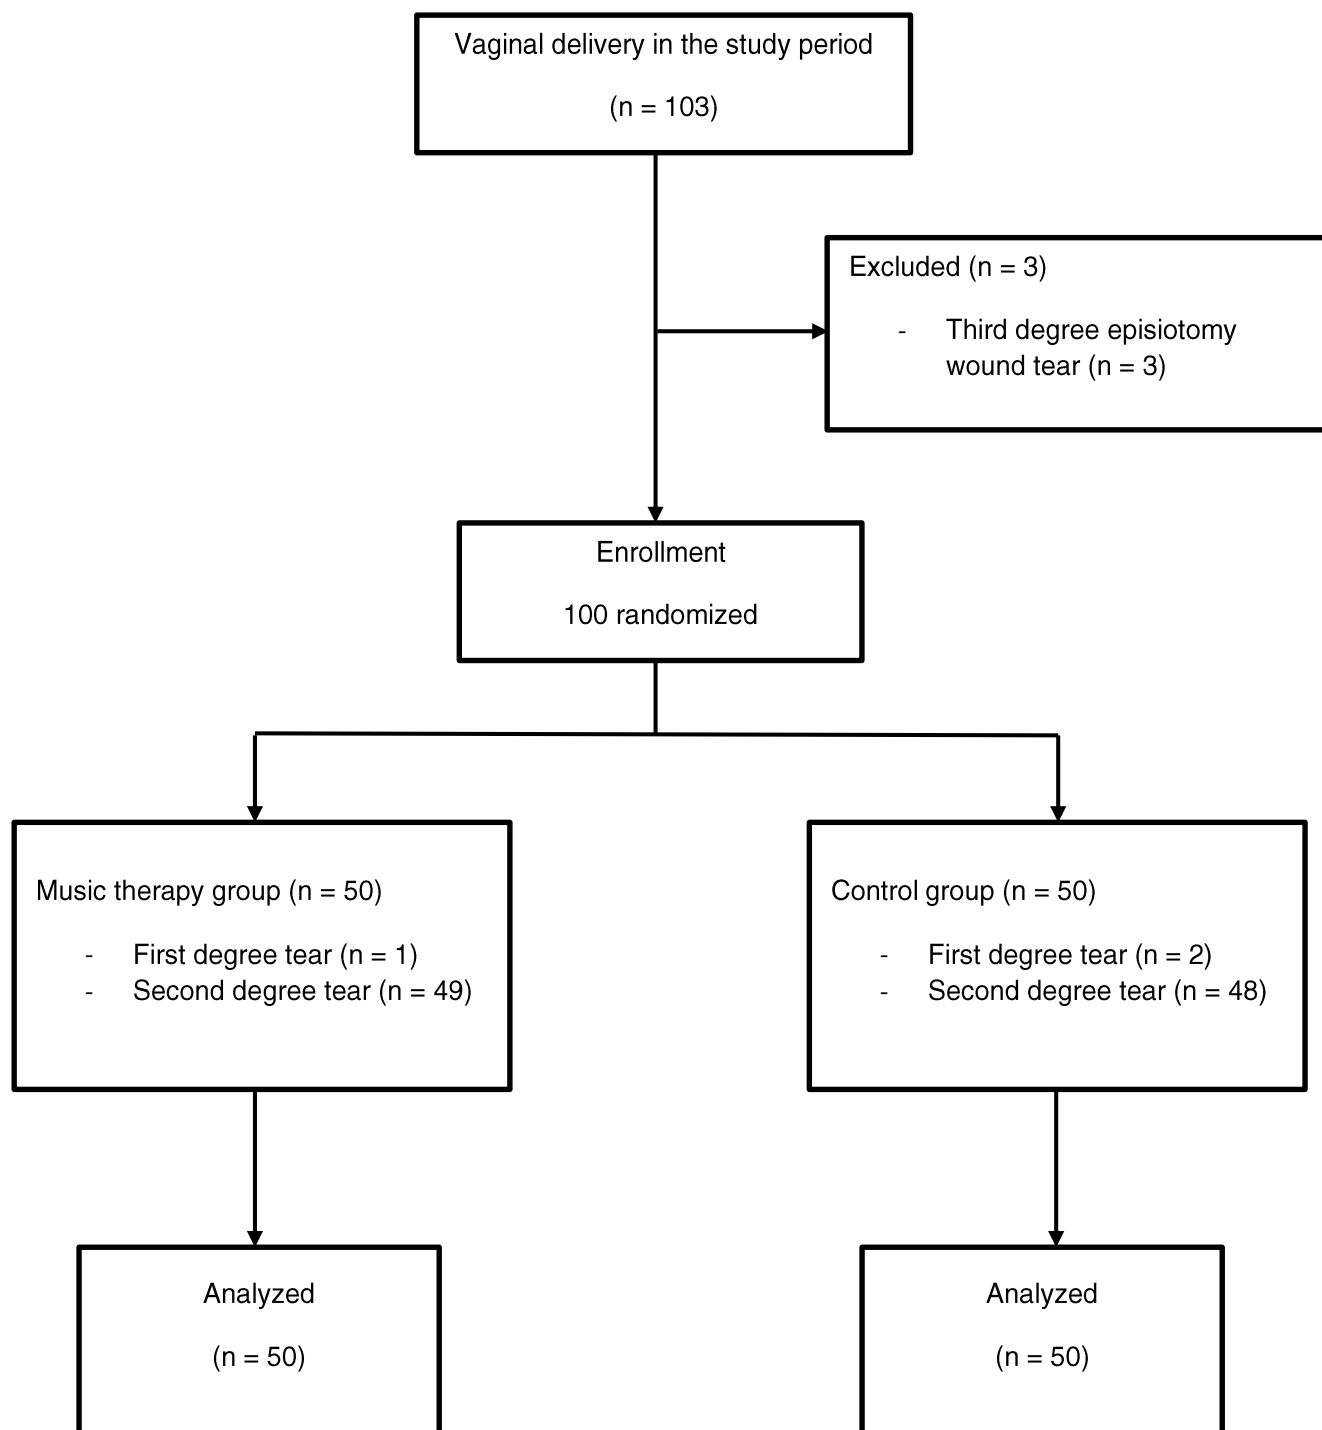 Vaginal delivery in the study period
(n = 103)
Excluded (n = 3)
- Third degree episiotomy
wound tear (n = 3)
Enrollment
100 randomized
Music therapy group (n = 50)
- First degree tear (n = 1)
- Second degree tear (n = 49)
Control group (n = 50)
- First degree tear (n = 2)
- Second degree tear (n = 48)
Analyzed
(n = 50)
Analyzed
(n = 50)